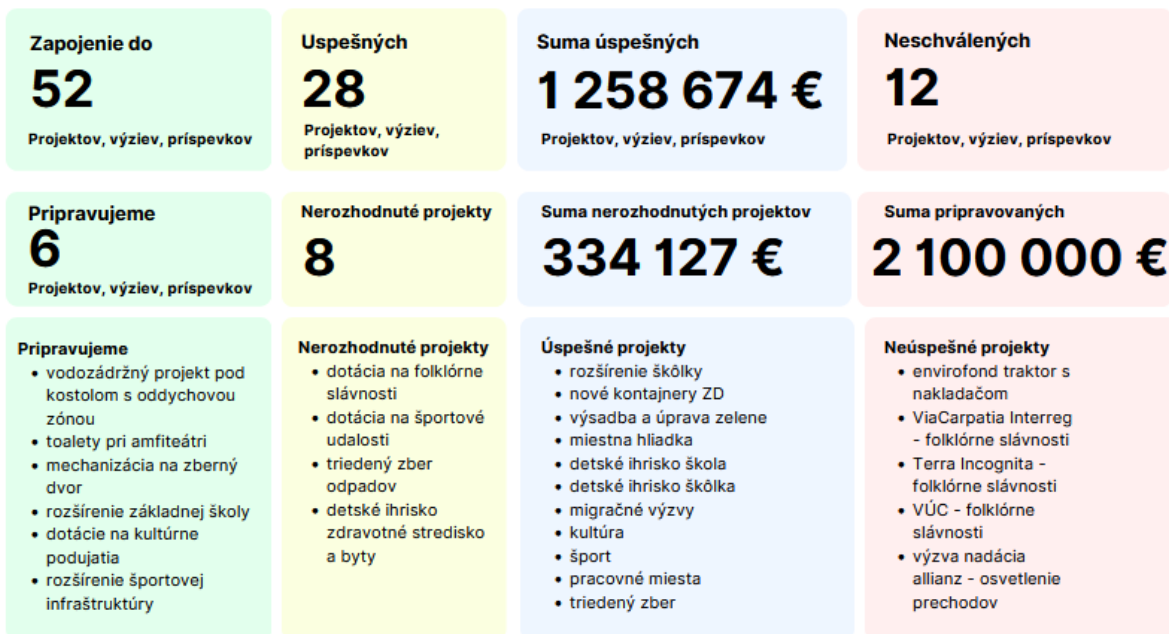 Zapojenie do
52
Projektov, výziev, príspevkov
Uspešných
28
Projektov, výziev,
príspevkov
Suma úspešných
1 258 674 €
Projektov, výziev, príspevkov
Neschválených
12
Projektov, výziev, príspevkov
Pripravujeme
6
Projektov, výziev, príspevkov
Nerozhodnuté projekty
8
Suma nerozhodnutých projektov
334 127 €
Suma pripravovaných
2 100 000 €
Pripravujeme
• vodozádržný projekt pod
kostolom s oddychovou
zónou
• toalety pri amfiteátri
• mechanizácia na zberný
dvor
• rozšírenie základnej školy
• dotácie na kultúrne
podujatia
• rozšírenie športovej
infraštruktúry
Nerozhodnuté projekty
• dotácia na folklórne
slávnosti
• dotácia na športové
udalosti
• triedený zber
odpadov
• detské ihrisko
zdravotné stredisko
a byty
Úspešné projekty
• rozšírenie škôlky
• nové kontajnery ZD
• výsadba a úprava zelene
• miestna hliadka
• detské ihrisko škola
• detské ihrisko škôlka
• migračné výzvy
• kultúra
• šport
• pracovné miesta
• triedený zber
Neúspešné projekty
• envirofond traktor s
nakladačom
• ViaCarpatia Interreg
- folklórne slávnosti
• Terra Incognita -
folklórne slávnosti
• VÚC - folklórne
slávnosti
• výzva nadácia
allianz - osvetlenie
prechodov